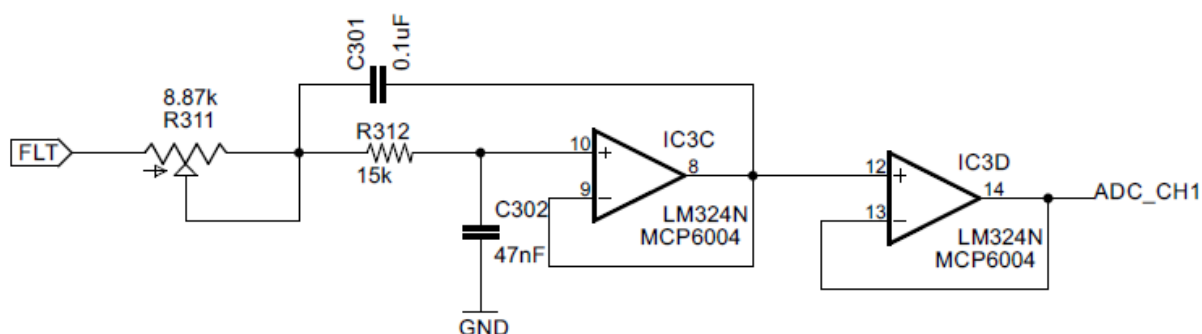 C301
0.1uF
8.87k
R311
FLT
R312
15k
10
9
+
−
8
IC3C
LM324N
MCP6004
12
13
+
−
14
IC3D
LM324N
MCP6004
ADC_CH1
C302
47nF
GND